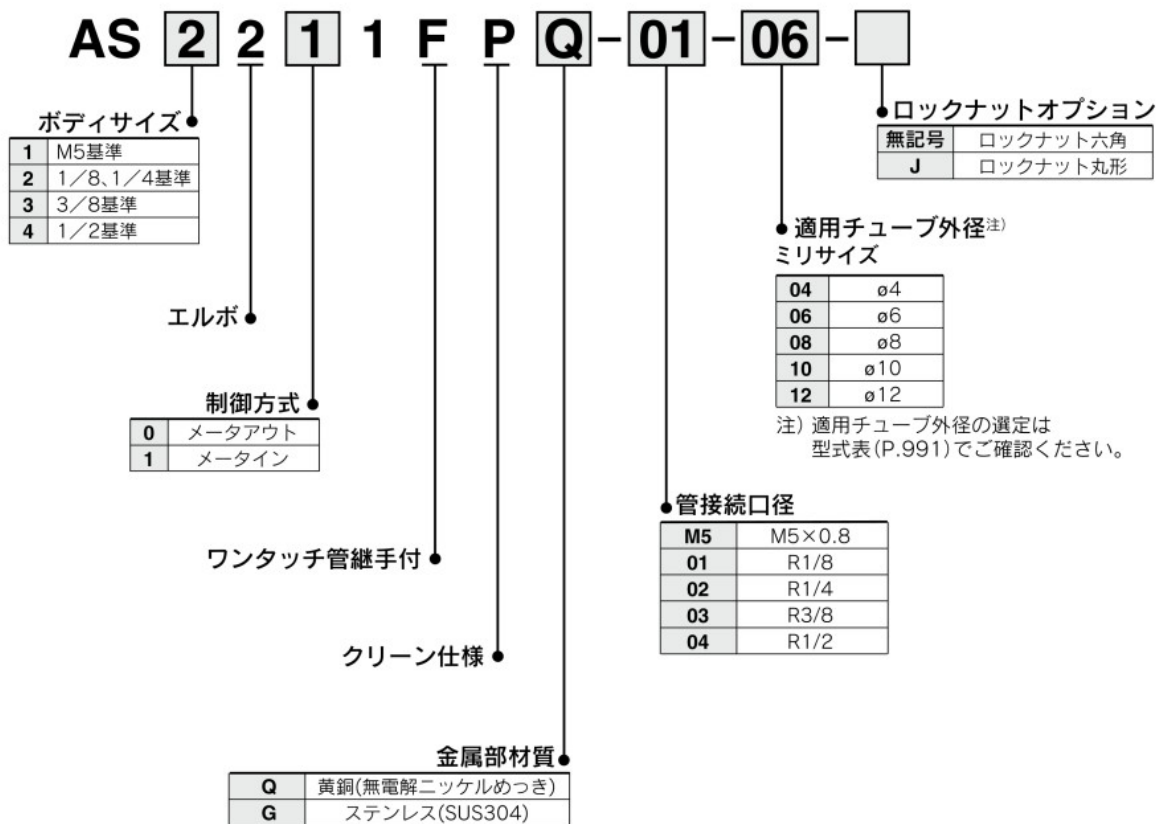 AS 2 2 1 1 F P Q-01-06-
ボディサイズ
1 M5基準
2 1/8、1/4基準
3 3/8基準
4 1/2基準
エルボ
制御方式
0 メータアウト
1 メータイン
ワンタッチ管継手付
クリーン仕様
金属部材質
Q 黄銅(無電解ニッケルめっき)
G ステンレス(SUS304)
ロックナットオプション
無記号 ロックナット六角
J ロックナット丸形
適用チューブ外径注)
ミリサイズ
04 ø4
06 ø6
08 ø8
10 ø10
12 ø12
注) 適用チューブ外径の選定は
型式表(P.991)でご確認ください。
管接続口径
M5 M5×0.8
01 R1/8
02 R1/4
03 R3/8
04 R1/2